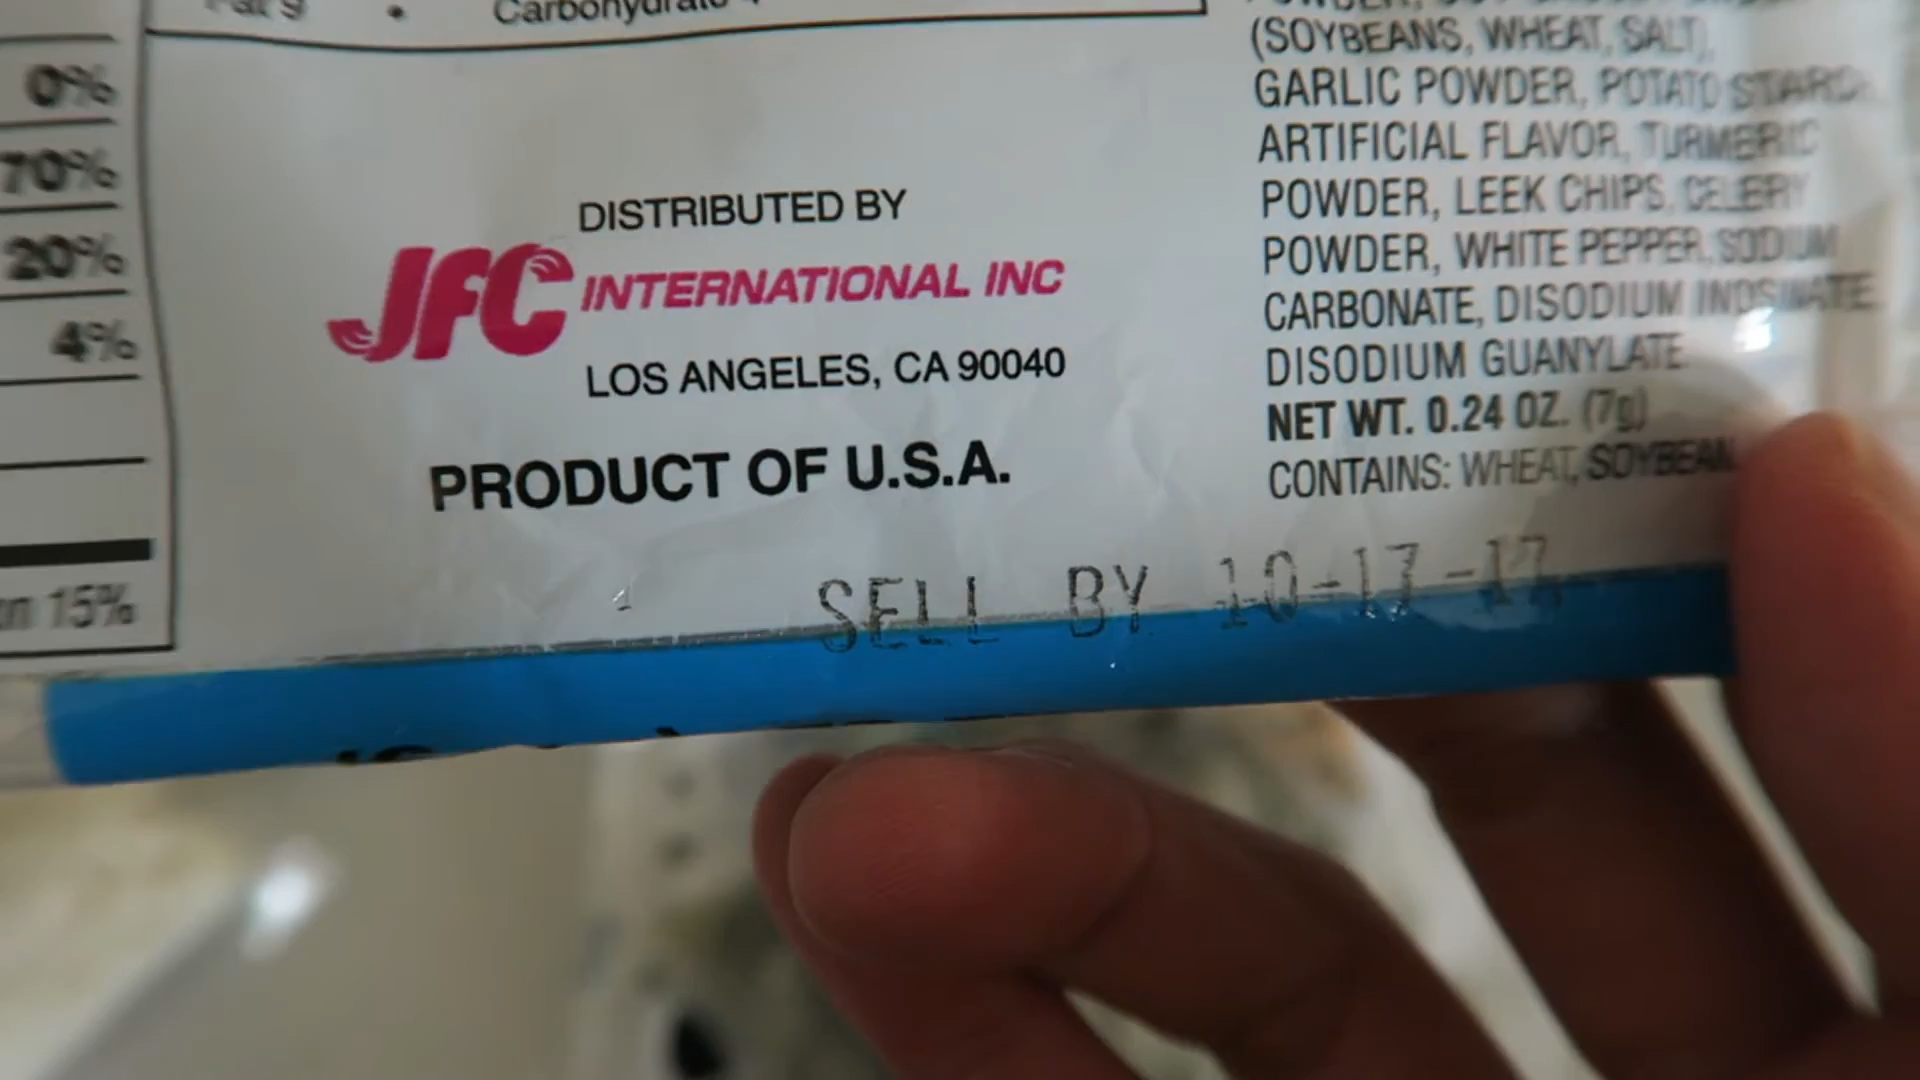 Fat 9 • Carbohydrate
0%
70%
20%
4%
15%
DISTRIBUTED BY
JFC INTERNATIONAL INC
LOS ANGELES, CA 90040
PRODUCT OF U.S.A.
(SOYBEANS, WHEAT, SALT),
GARLIC POWDER, POTATO STARCH,
ARTIFICIAL FLAVOR, TURMERIC
POWDER, LEEK CHIPS, CELERY
POWDER, WHITE PEPPER, SODIUM
CARBONATE, DISODIUM INOSINATE,
DISODIUM GUANYLATE.
NET WT. 0.24 OZ. (7g)
CONTAINS: WHEAT, SOYBEAN
SELL BY 10-17-17